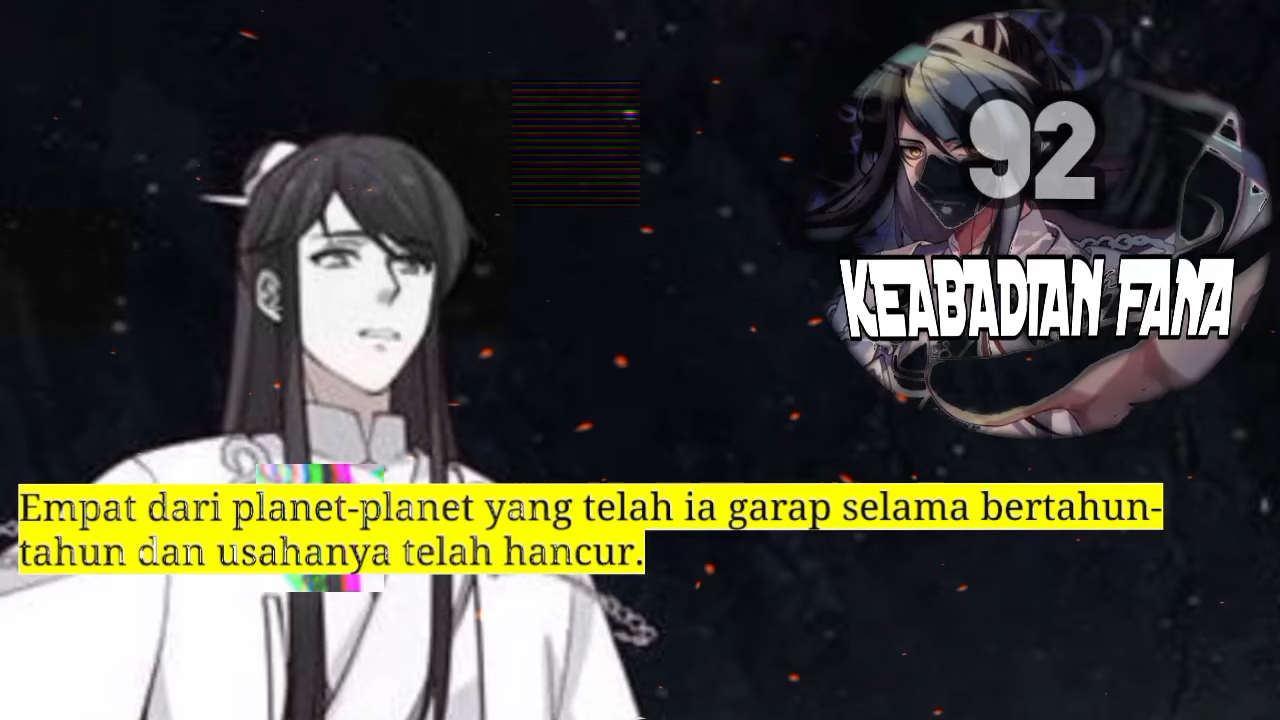 92
KEABADIAN FANA
Empat dari planet-planet yang telah ia garap selama bertahun-
tahun dan usahanya telah hancur.